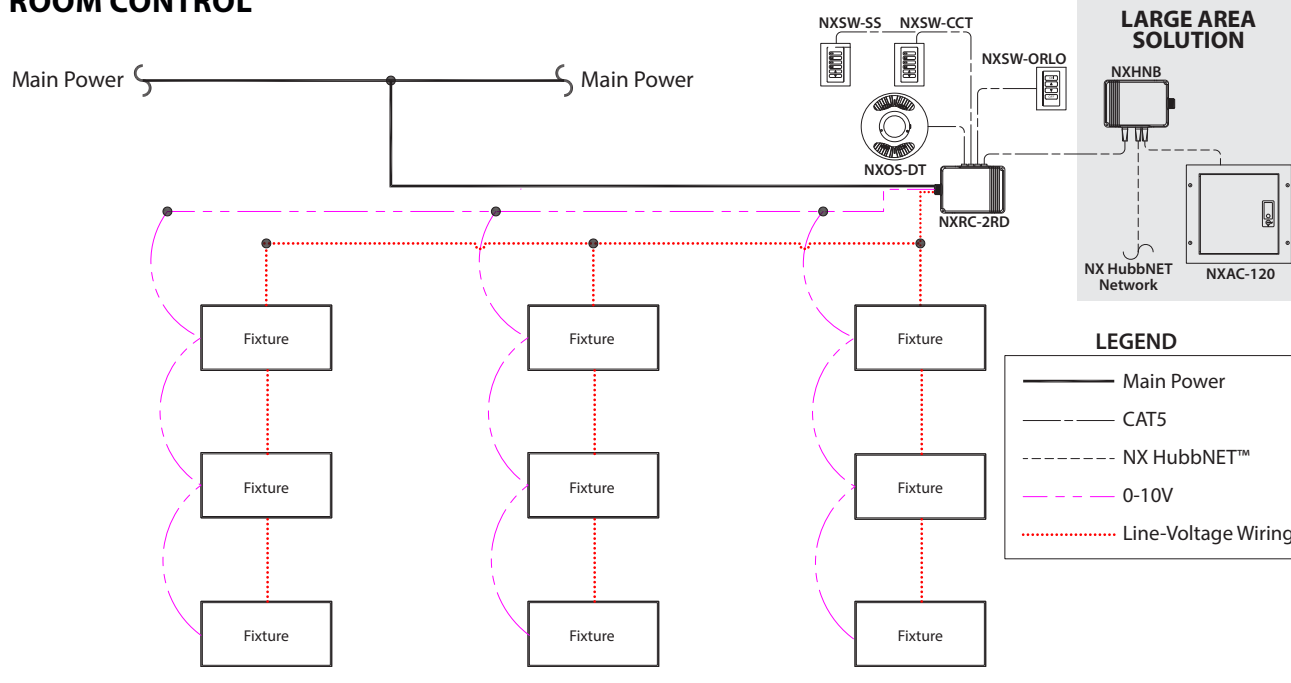 ROOM CONTROL
NXSW-SS NXSW-CCT
LARGE AREA
SOLUTION
NXSW-ORLO
NXHNB
Main Power
Main Power
NXOS-DT
NXRC-2RD
NX HubbNET
Network
NXAC-120
Fixture
Fixture
Fixture
LEGEND
Main Power
CAT5
NX HubbNET™
0-10V
Line-Voltage Wiring
Fixture
Fixture
Fixture
Fixture
Fixture
Fixture